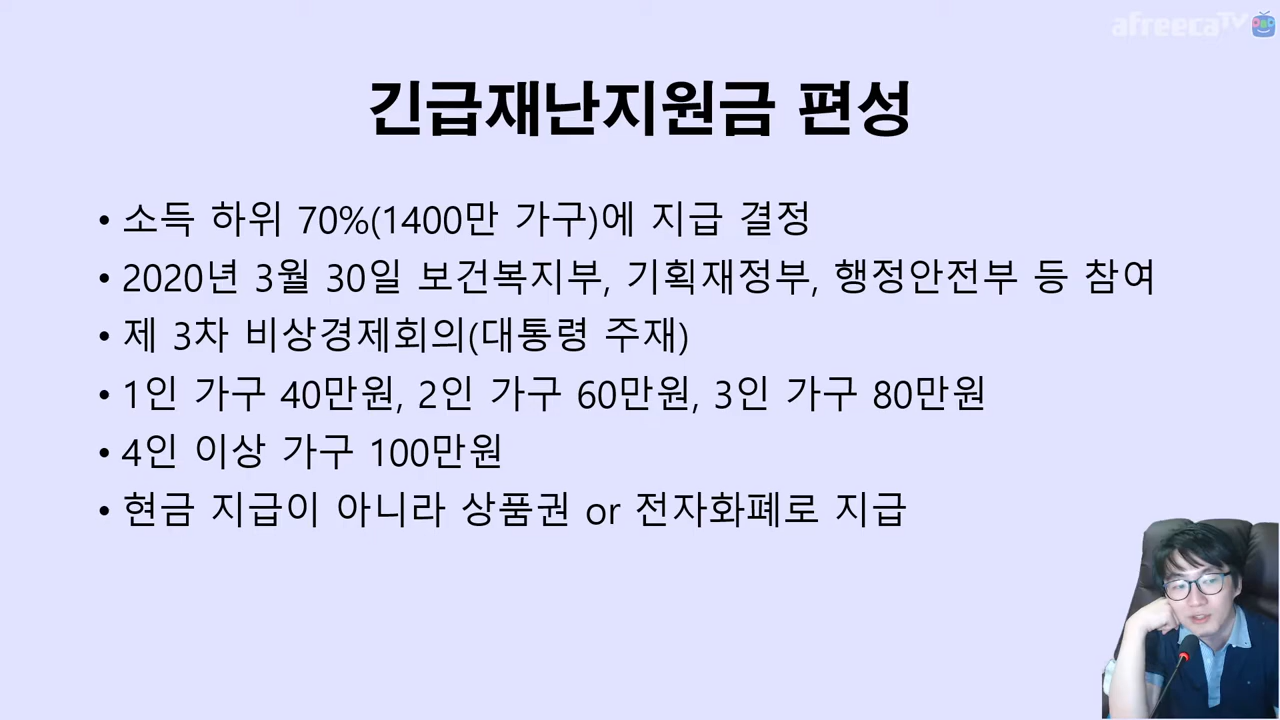 afreecaTV
긴급재난지원금 편성
• 소득 하위 70%(1400만 가구)에 지급 결정
• 2020년 3월 30일 보건복지부, 기획재정부, 행정안전부 등 참여
• 제 3차 비상경제회의(대통령 주재)
• 1인 가구 40만원, 2인 가구 60만원, 3인 가구 80만원
• 4인 이상 가구 100만원
• 현금 지급이 아니라 상품권 or 전자화폐로 지급